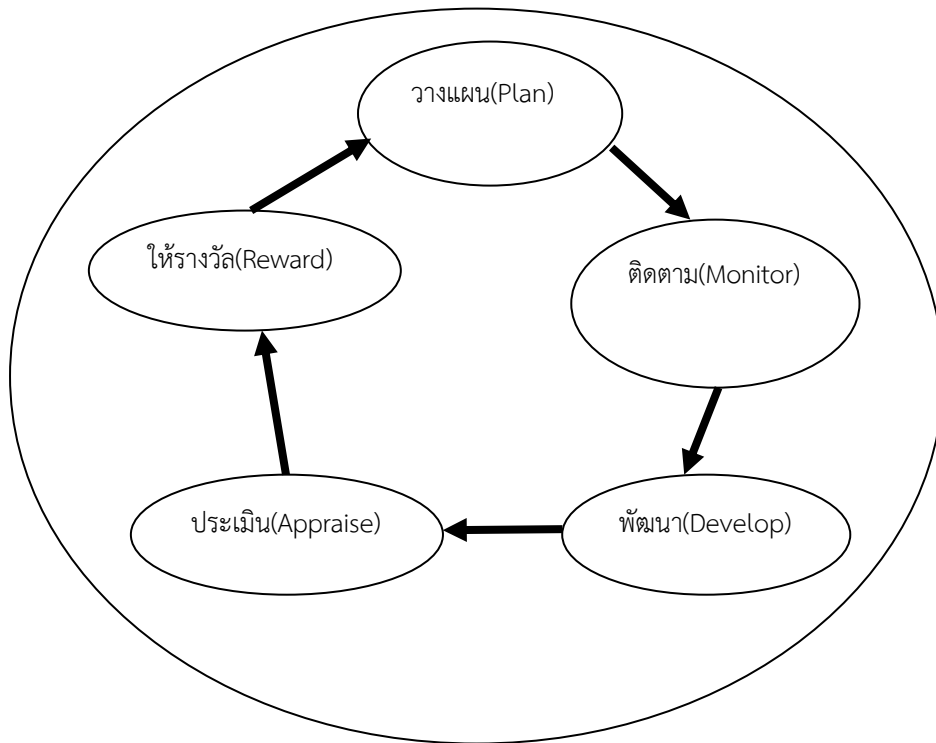 วางแผน(Plan)
ติดตาม(Monitor)
พัฒนา(Develop)
ประเมิน(Appraise)
ให้รางวัล(Reward)